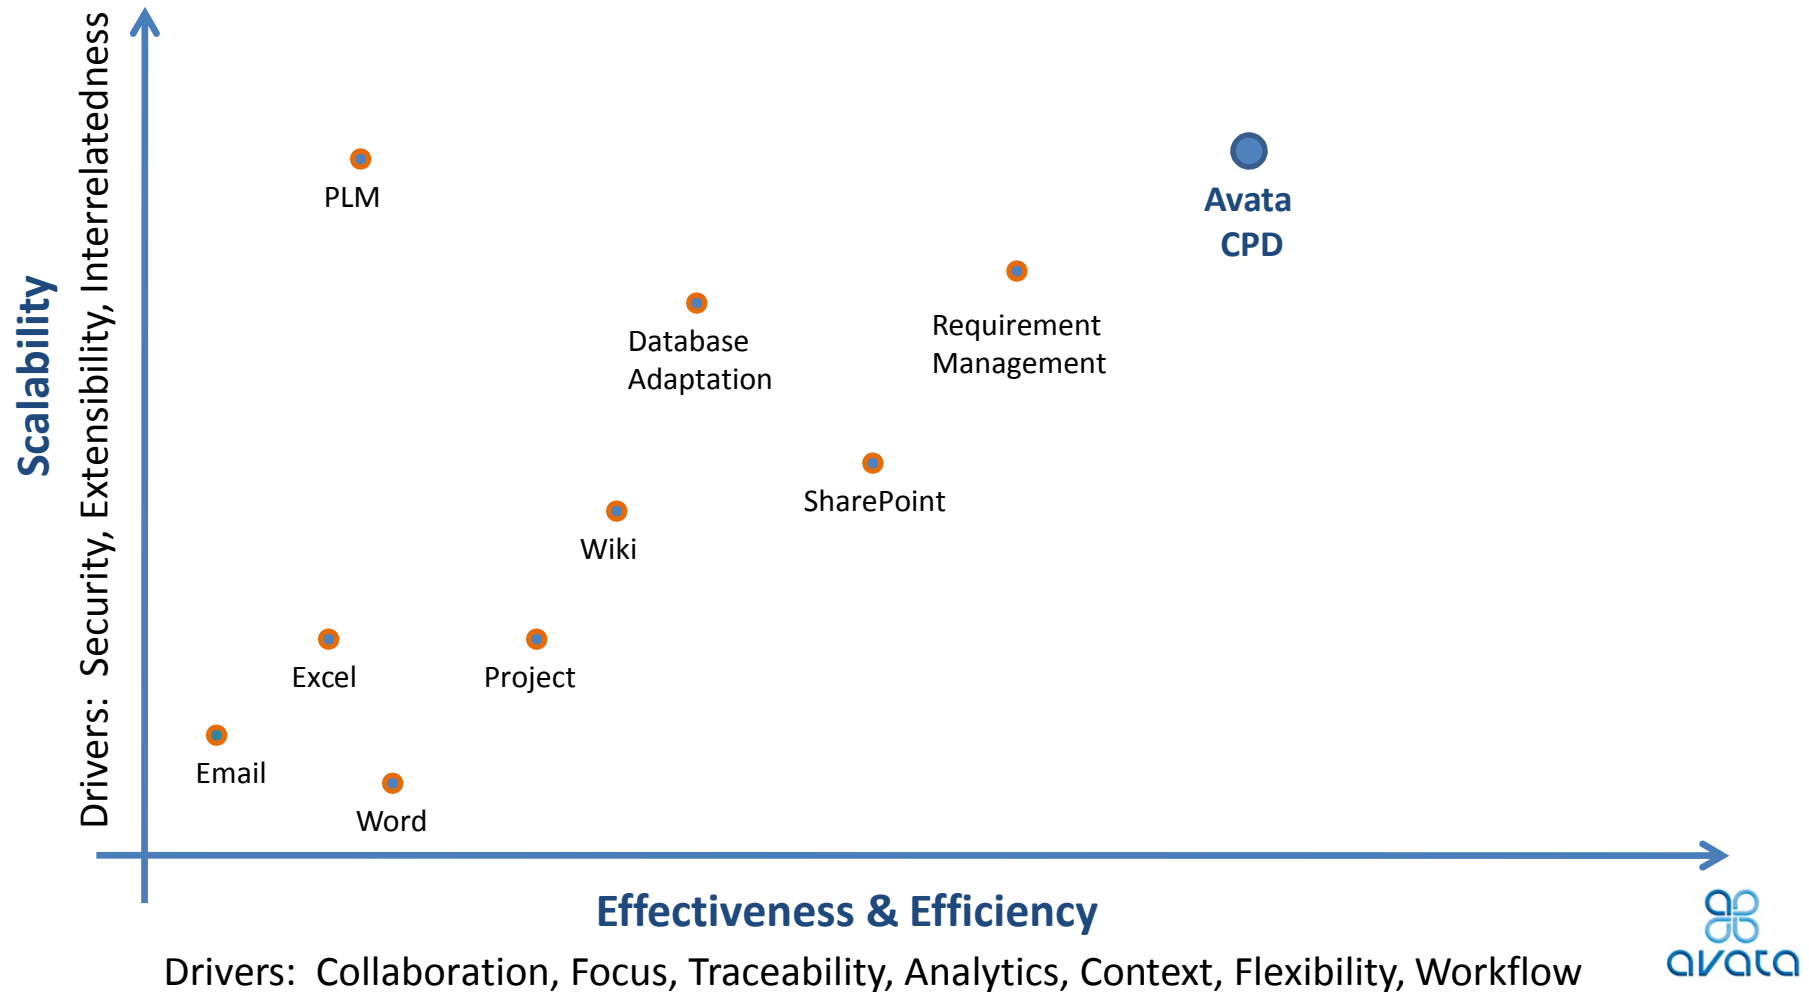 Scalability
Drivers:  Security, Extensibility, Interrelatedness
PLM
Avata
CPD
Database
Adaptation
Requirement
Management
SharePoint
Wiki
Excel
Project
Email
Word
Effectiveness & Efficiency
Drivers:  Collaboration, Focus, Traceability, Analytics, Context, Flexibility, Workflow
avata